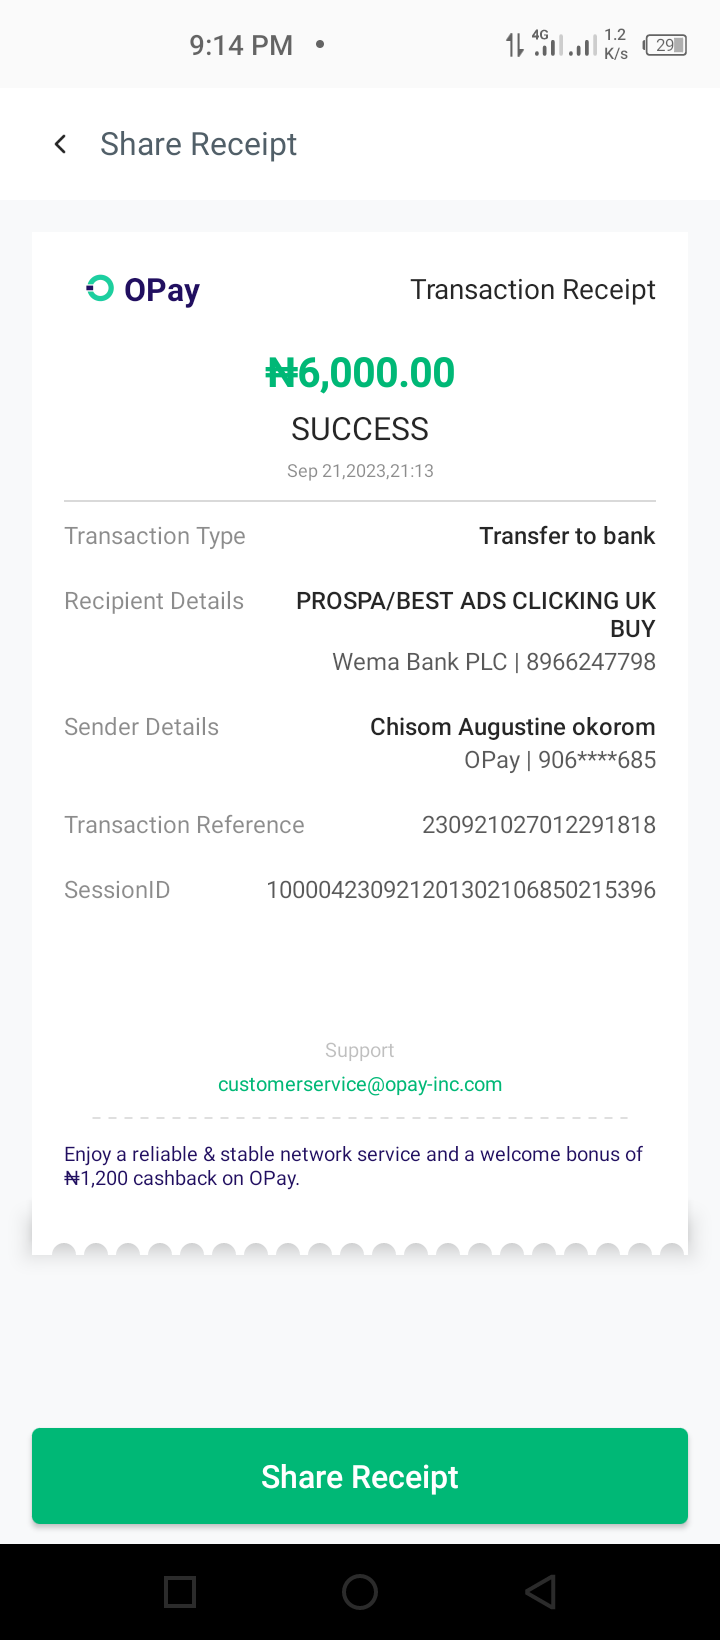 9:14 PM •
4G
1.2
K/s
29
Share Receipt
OPay
Transaction Receipt
₦6,000.00
SUCCESS
Sep 21,2023,21:13
Transaction Type
Transfer to bank
Recipient Details
PROSPA/BEST ADS CLICKING UK
BUY
Wema Bank PLC | 8966247798
Sender Details
Chisom Augustine okorom
OPay | 906****685
Transaction Reference
230921027012291818
SessionID
100004230921201302106850215396
Support
customerservice@opay-inc.com
Enjoy a reliable & stable network service and a welcome bonus of
₦1,200 cashback on OPay.
Share Receipt